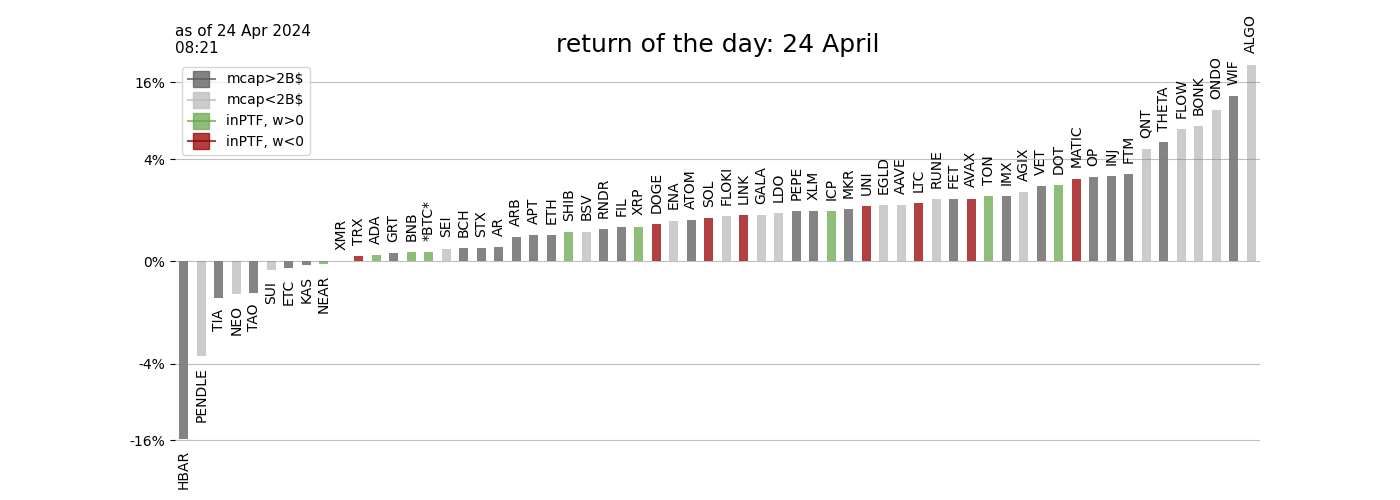 as of 24 Apr 2024
08:21
return of the day: 24 April
mcap>2B$
mcap<2B$
inPTF, w>0
inPTF, w<0
16%
4%
0%
-4%
-16%
HBAR
PENDLE
TIA
NEO
TAO
SUI
ETC
KAS
NEAR
XMR
TRX
ADA
GRT
BNB
*BTC*
SEI
BCH
STX
AR
ARB
APT
ETH
SHIB
BSV
RNDR
FIL
XRP
DOGE
ENA
ATOM
SOL
FLOKI
LINK
GALA
LDO
PEPE
XLM
ICP
MKR
UNI
EGLD
AAVE
LTC
RUNE
FET
AVAX
TON
IMX
AGIX
VET
DOT
MATIC
OP
INJ
FTM
QNT
THETA
FLOW
BONK
ONDO
WIF
ALGO